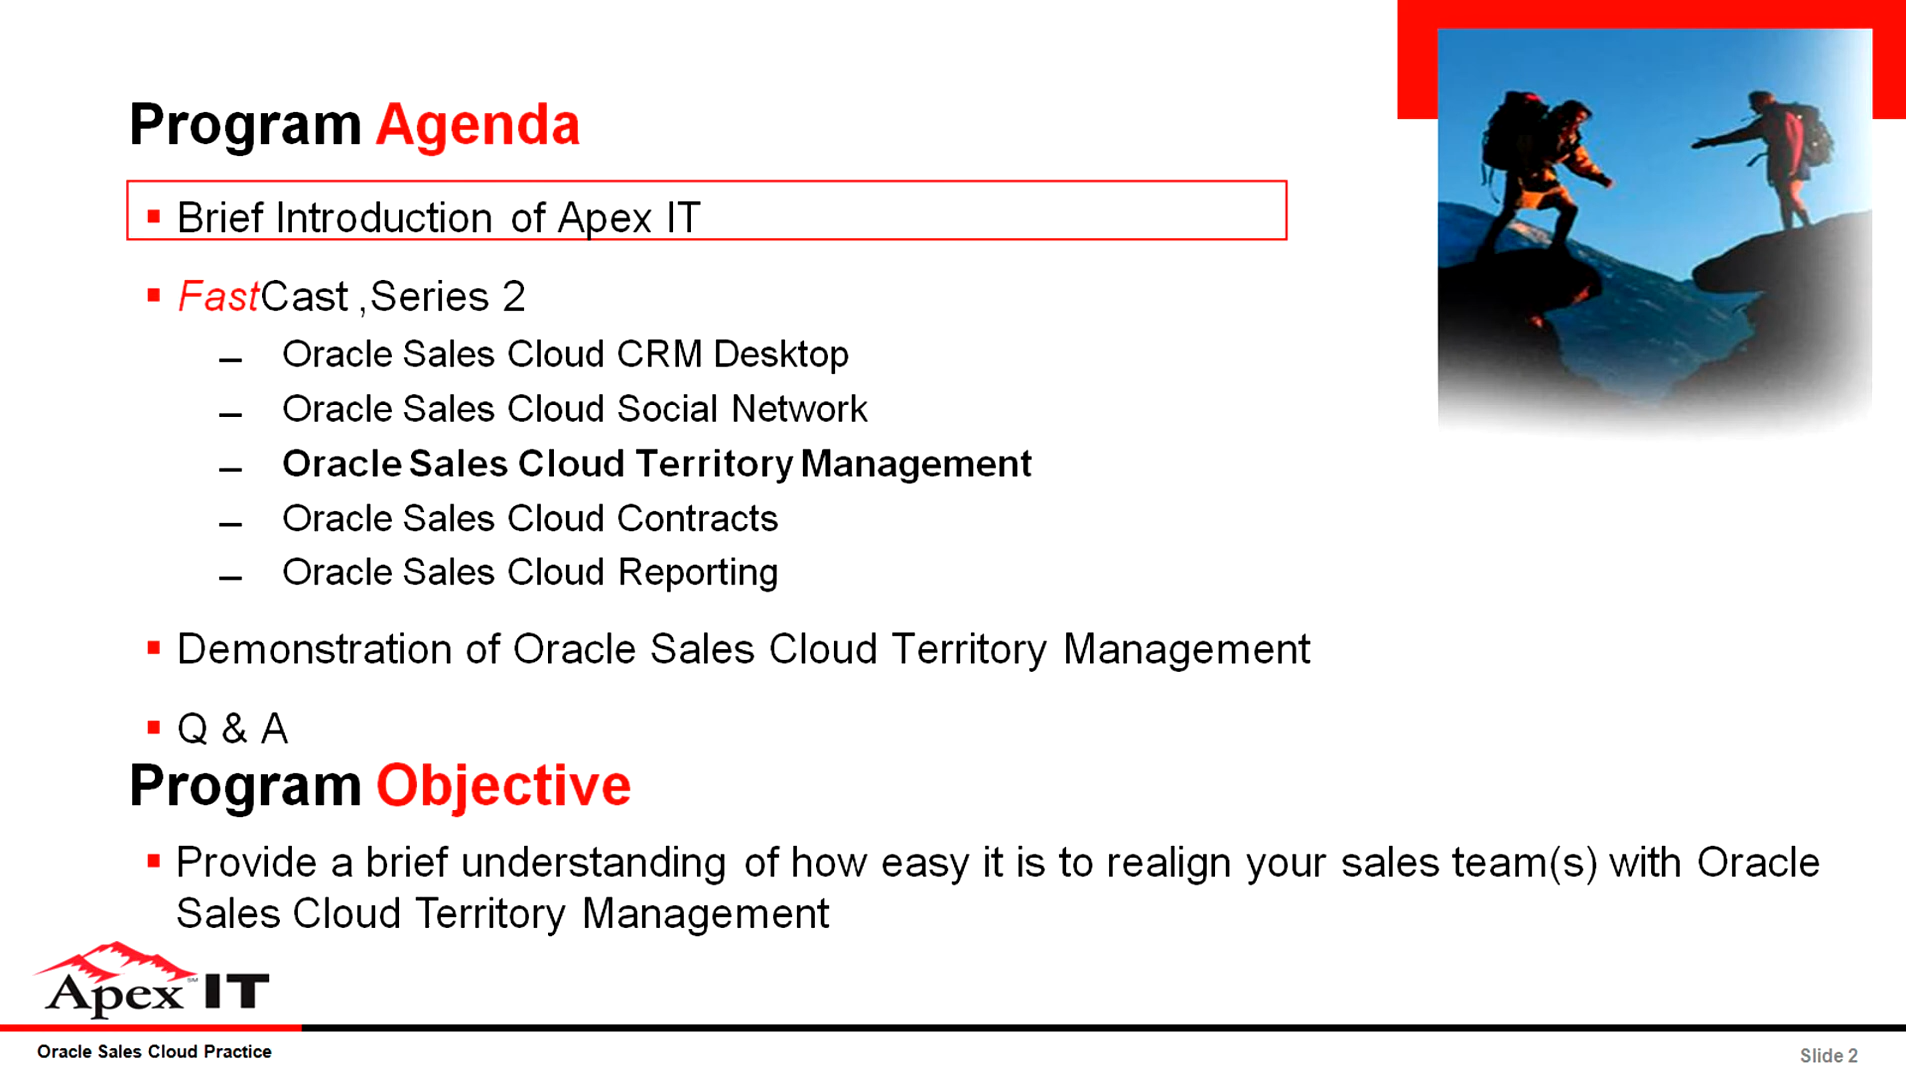 Program Agenda
▪ Brief Introduction of Apex IT
▪ FastCast ,Series 2
– Oracle Sales Cloud CRM Desktop
– Oracle Sales Cloud Social Network
– Oracle Sales Cloud Territory Management
– Oracle Sales Cloud Contracts
– Oracle Sales Cloud Reporting
▪ Demonstration of Oracle Sales Cloud Territory Management
▪ Q & A
Program Objective
▪ Provide a brief understanding of how easy it is to realign your sales team(s) with Oracle
Sales Cloud Territory Management
Apex℠ IT
Oracle Sales Cloud Practice
Slide 2